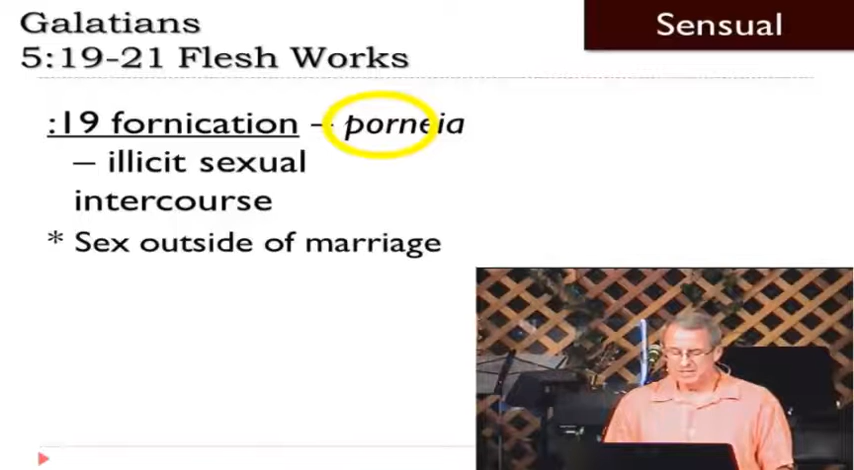 Galatians
5:19-21 Flesh Works
Sensual
:19 fornication – porneia
– illicit sexual
intercourse
* Sex outside of marriage